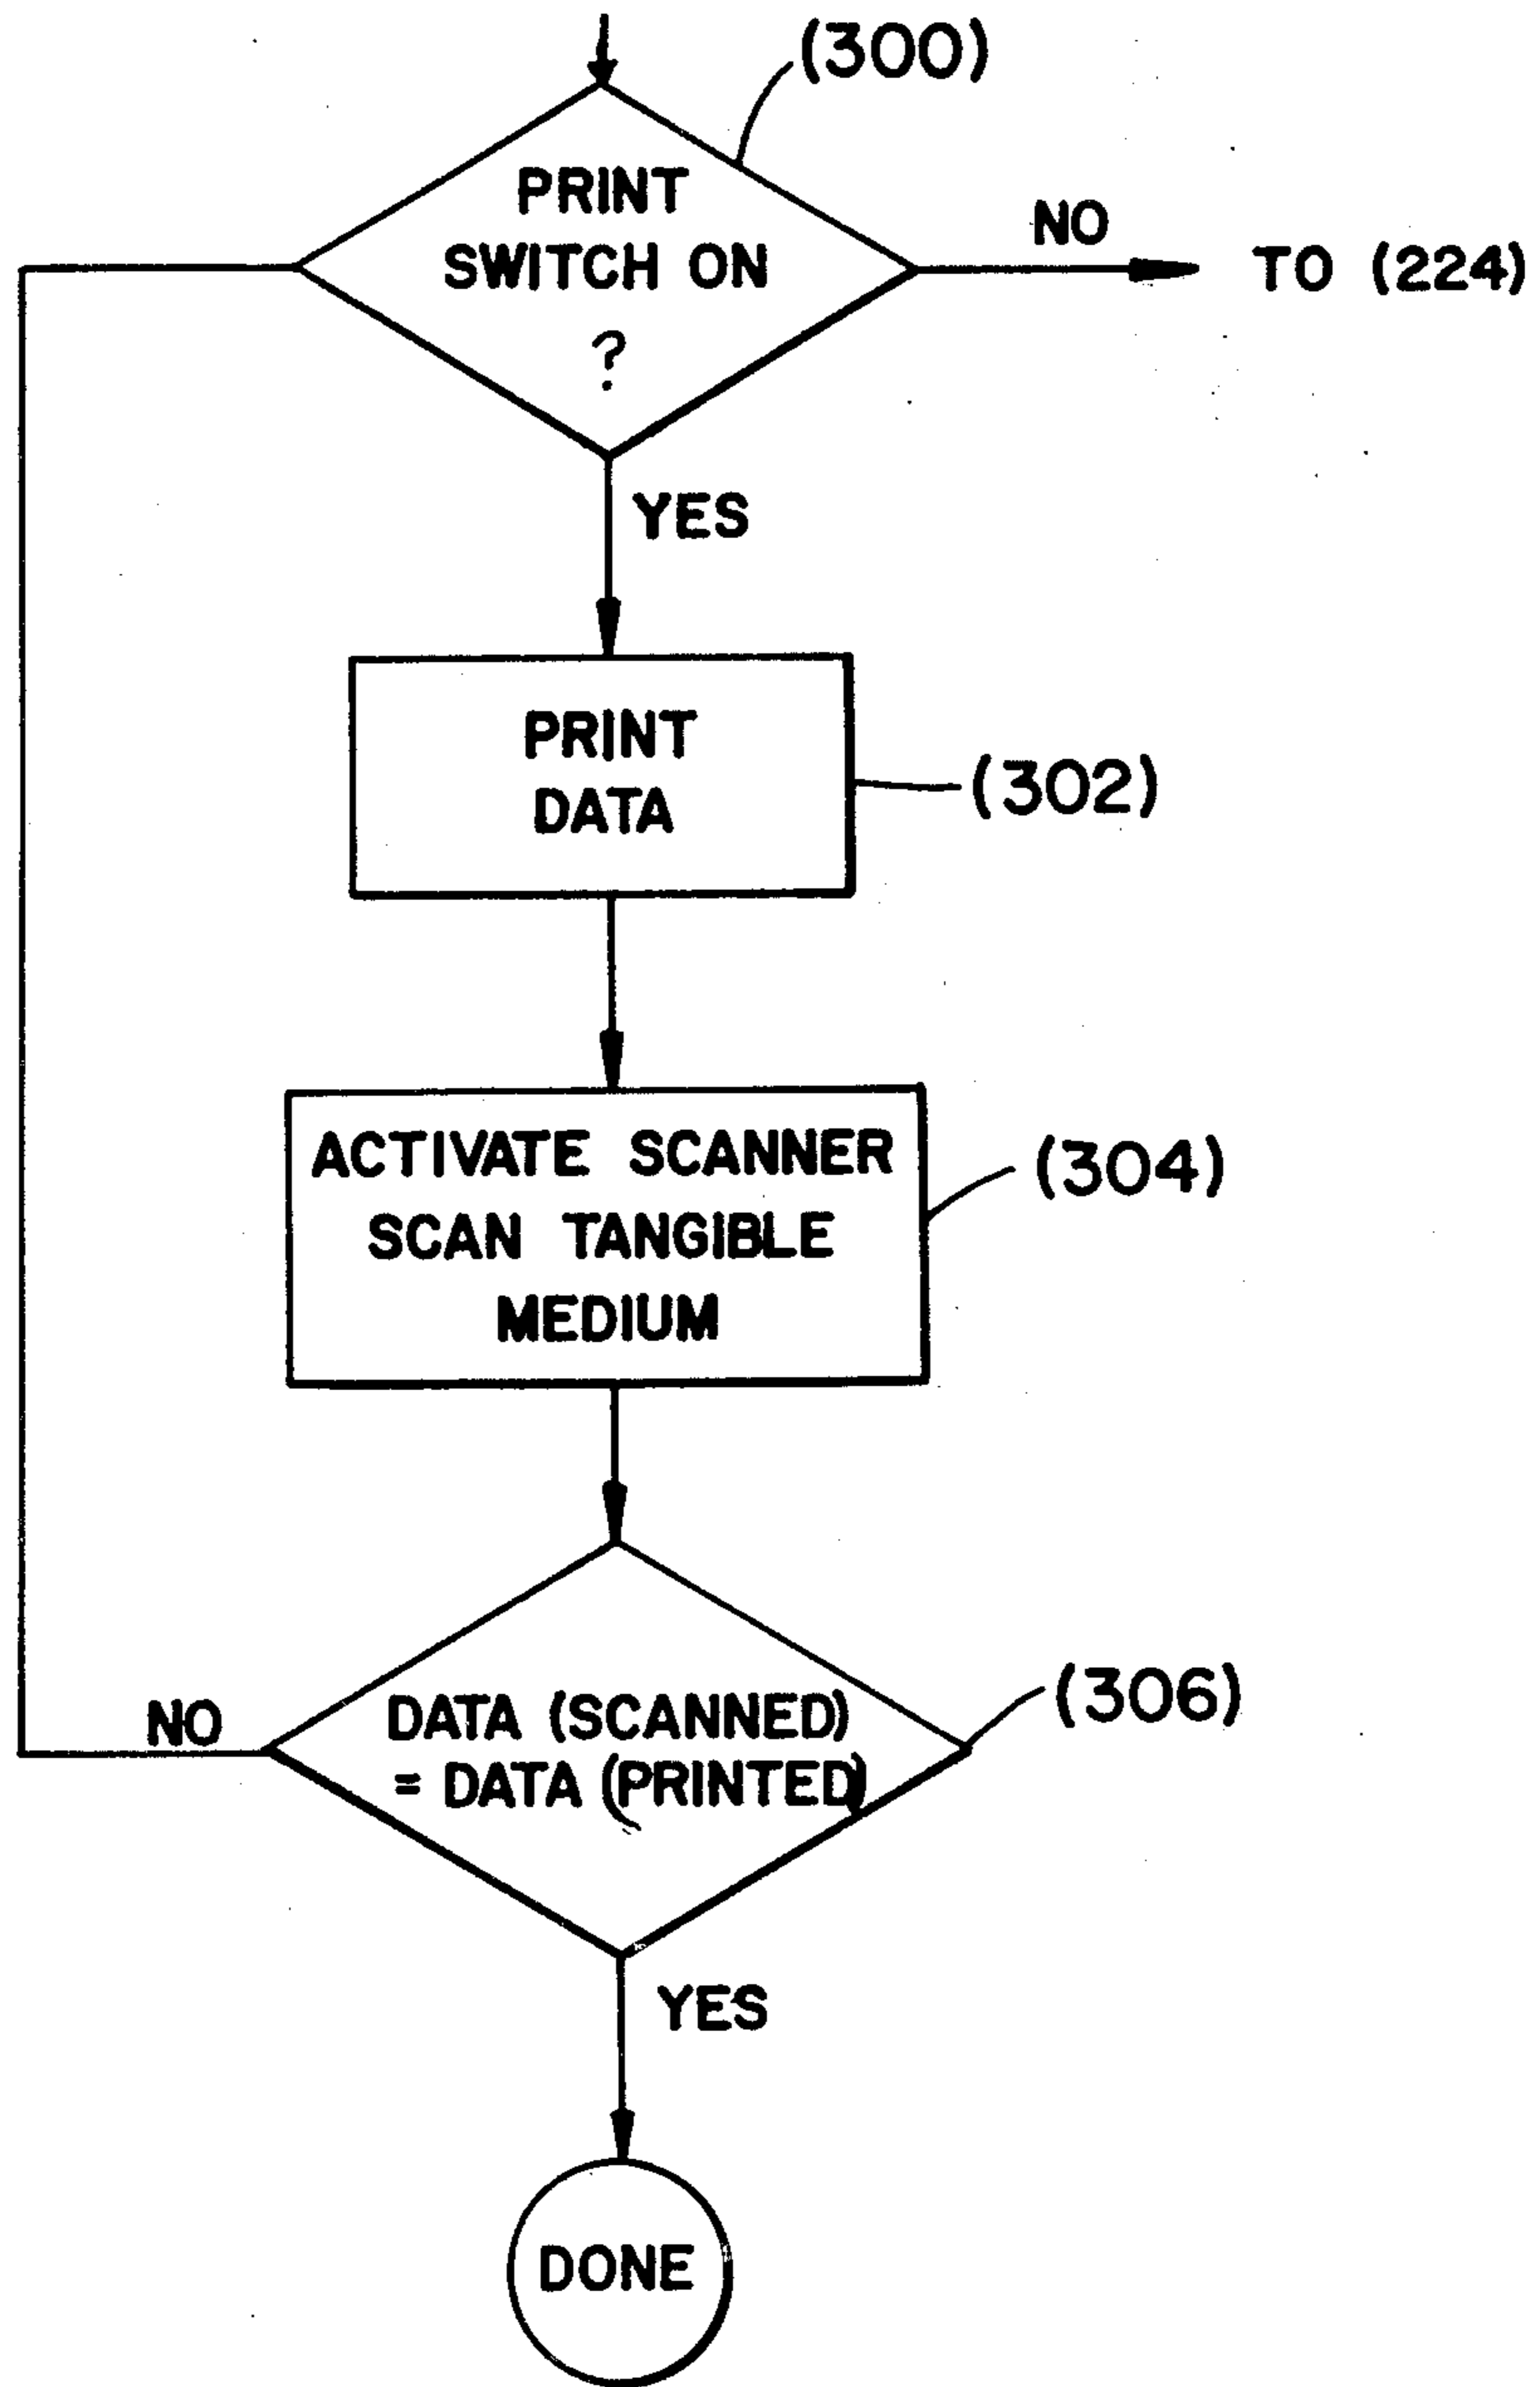 (300)
PRINT
SWITCH ON
?
NO
TO (224)
YES
PRINT
DATA
(302)
ACTIVATE SCANNER
SCAN TANGIBLE
MEDIUM
(304)
DATA (SCANNED)
= DATA (PRINTED)
(306)
NO
YES
DONE